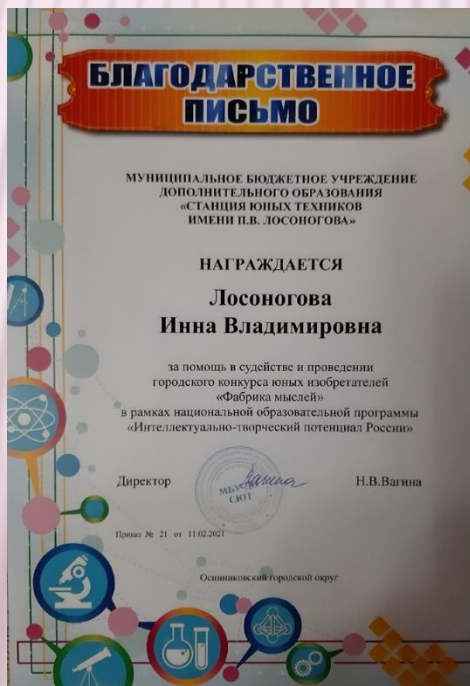 БЛАГОДАРСТВЕННОЕ
ПИСЬМО
МУНИЦИПАЛЬНОЕ БЮДЖЕТНОЕ УЧРЕЖДЕНИЕ
ДОПОЛНИТЕЛЬНОГО ОБРАЗОВАНИЯ
«СТАНЦИЯ ЮНЫХ ТЕХНИКОВ
ИМЕНИ П.В. ЛОСОНОГОВА»
НАГРАЖДАЕТСЯ
Лосоногова
Инна Владимировна
за помощь в судействе и проведении
городского конкурса юных изобретателей
«Фабрика мыслей»
в рамках национальной образовательной программы
«Интеллектуально-творческий потенциал России»
Директор Н.В.Вагина
СЮТ
Приказ № 21 от 11.02.2021
Осинниковский городской округ